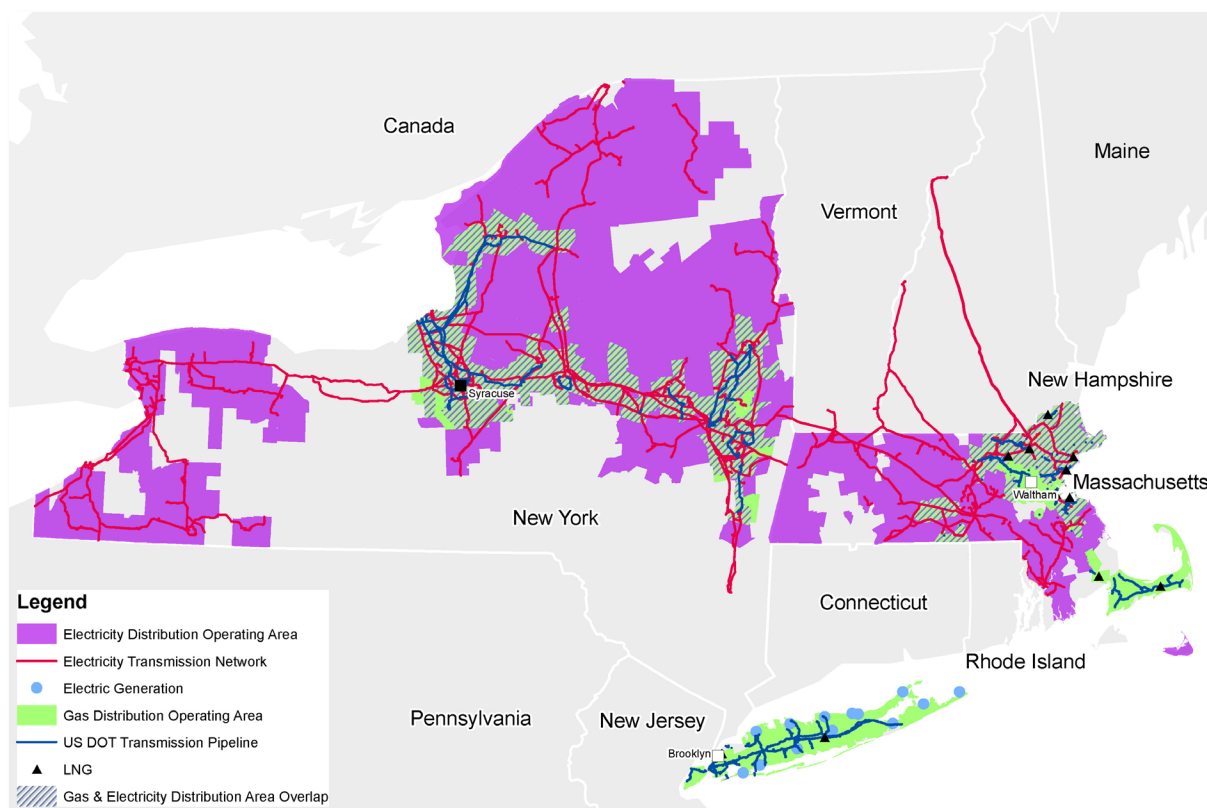 Canada
Maine
Vermont
New Hampshire
Syracuse
Massachusetts
Waltham
New York
Connecticut
Rhode Island
Pennsylvania
New Jersey
Brooklyn
Legend
Electricity Distribution Operating Area
Electricity Transmission Network
Electric Generation
Gas Distribution Operating Area
US DOT Transmission Pipeline
LNG
Gas & Electricity Distribution Area Overlap